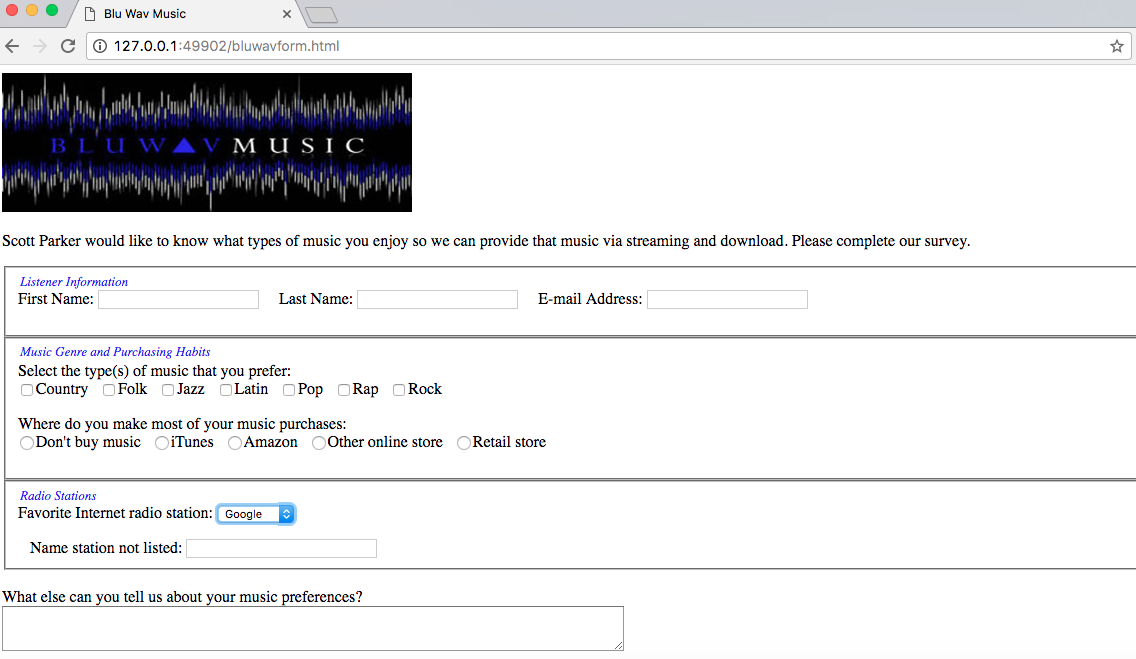 Blu Wav Music
127.0.0.1:49902/bluwavform.html
BLUW▲V MUSIC
Scott Parker would like to know what types of music you enjoy so we can provide that music via streaming and download. Please complete our survey.
Listener Information
First Name: Last Name: E-mail Address:
Music Genre and Purchasing Habits
Select the type(s) of music that you prefer:
Country Folk Jazz Latin Pop Rap Rock
Where do you make most of your music purchases:
Don't buy music iTunes Amazon Other online store Retail store
Radio Stations
Favorite Internet radio station: Google
Name station not listed:
What else can you tell us about your music preferences?